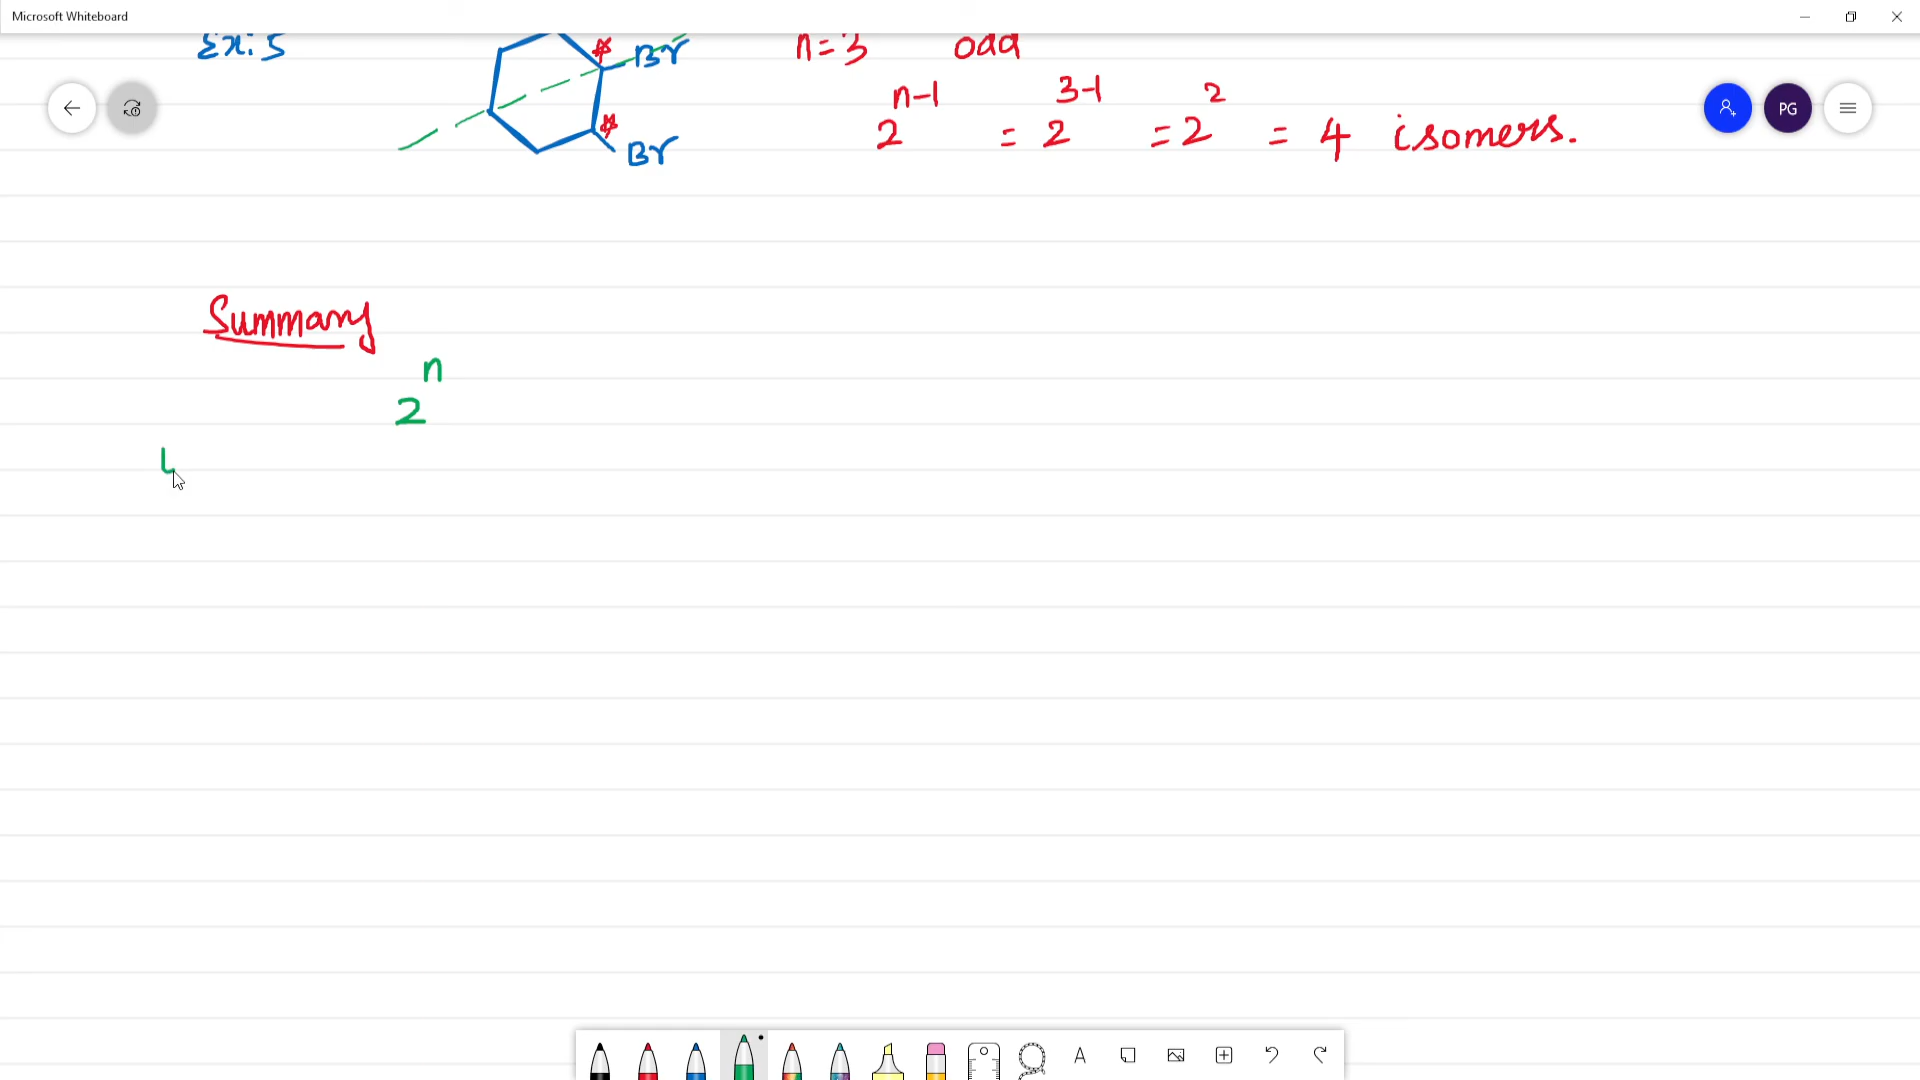 Microsoft Whiteboard
Ex: 5
Br
n=3 odd
PG
2^{n-1} = 2^{3-1} = 2^2 = 4 isomers.
Br
Summary
2^n